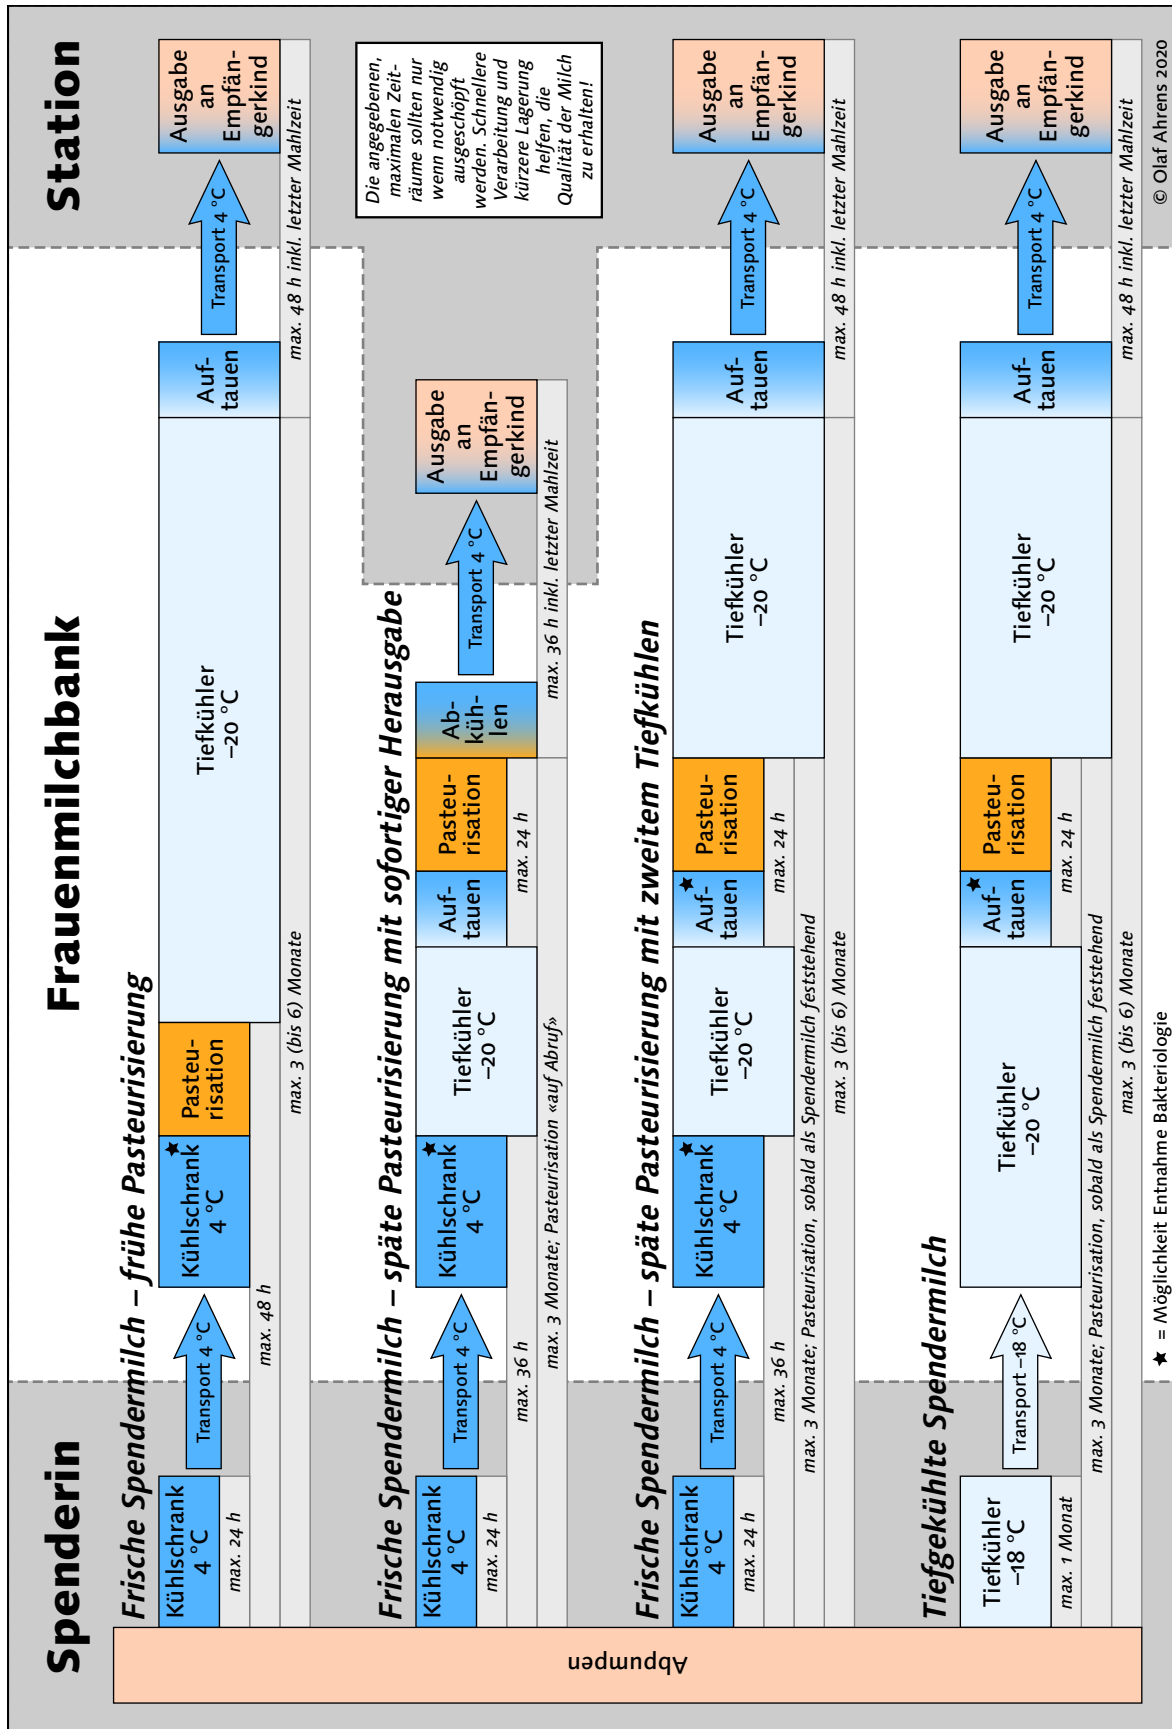 Spenderin
Frauenmilchbank
Station
Abpumpen
Frische Spendermilch – frühe Pasteurisierung
Kühlschrank
4 °C
max. 24 h
Transport 4 °C
Kühlschrank
4 °C
max. 48 h
Pasteu-
risation
Tiefkühler
–20 °C
max. 3 (bis 6) Monate
Auf-
tauen
Transport 4 °C
Ausgabe
an
Empfän-
gerkind
max. 48 h inkl. letzter Mahlzeit
Die angegebenen,
maximalen Zeit-
räume sollten nur
wenn notwendig
ausgeschöpft
werden. Schnellere
Verarbeitung und
kürzere Lagerung
helfen, die
Qualität der Milch
zu erhalten!
Frische Spendermilch – späte Pasteurisierung mit sofortiger Herausgabe
Kühlschrank
4 °C
max. 24 h
Transport 4 °C
Kühlschrank
4 °C
max. 36 h
Tiefkühler
–20 °C
max. 3 Monate; Pasteurisation «auf Abruf»
Auf-
tauen
Pasteu-
risation
max. 24 h
Ab-
küh-
len
Transport 4 °C
Ausgabe
an
Empfän-
gerkind
max. 36 h inkl. letzter Mahlzeit
Frische Spendermilch – späte Pasteurisierung mit zweitem Tiefkühlen
Kühlschrank
4 °C
max. 24 h
Transport 4 °C
Kühlschrank
4 °C
max. 36 h
Tiefkühler
–20 °C
max. 3 Monate; Pasteurisation, sobald als Spendermilch feststehend
Auf-
tauen
Pasteu-
risation
max. 24 h
Tiefkühler
–20 °C
max. 3 (bis 6) Monate
Auf-
tauen
Transport 4 °C
Ausgabe
an
Empfän-
gerkind
max. 48 h inkl. letzter Mahlzeit
Tiefgekühlte Spendermilch
Tiefkühler
–18 °C
max. 1 Monat
Transport –18 °C
Tiefkühler
–20 °C
max. 3 Monate; Pasteurisation, sobald als Spendermilch feststehend
Auf-
tauen
Pasteu-
risation
max. 24 h
Tiefkühler
–20 °C
max. 3 (bis 6) Monate
Auf-
tauen
Transport 4 °C
Ausgabe
an
Empfän-
gerkind
max. 48 h inkl. letzter Mahlzeit
★ = Möglichkeit Entnahme Bakteriologie
© Olaf Ahrens 2020